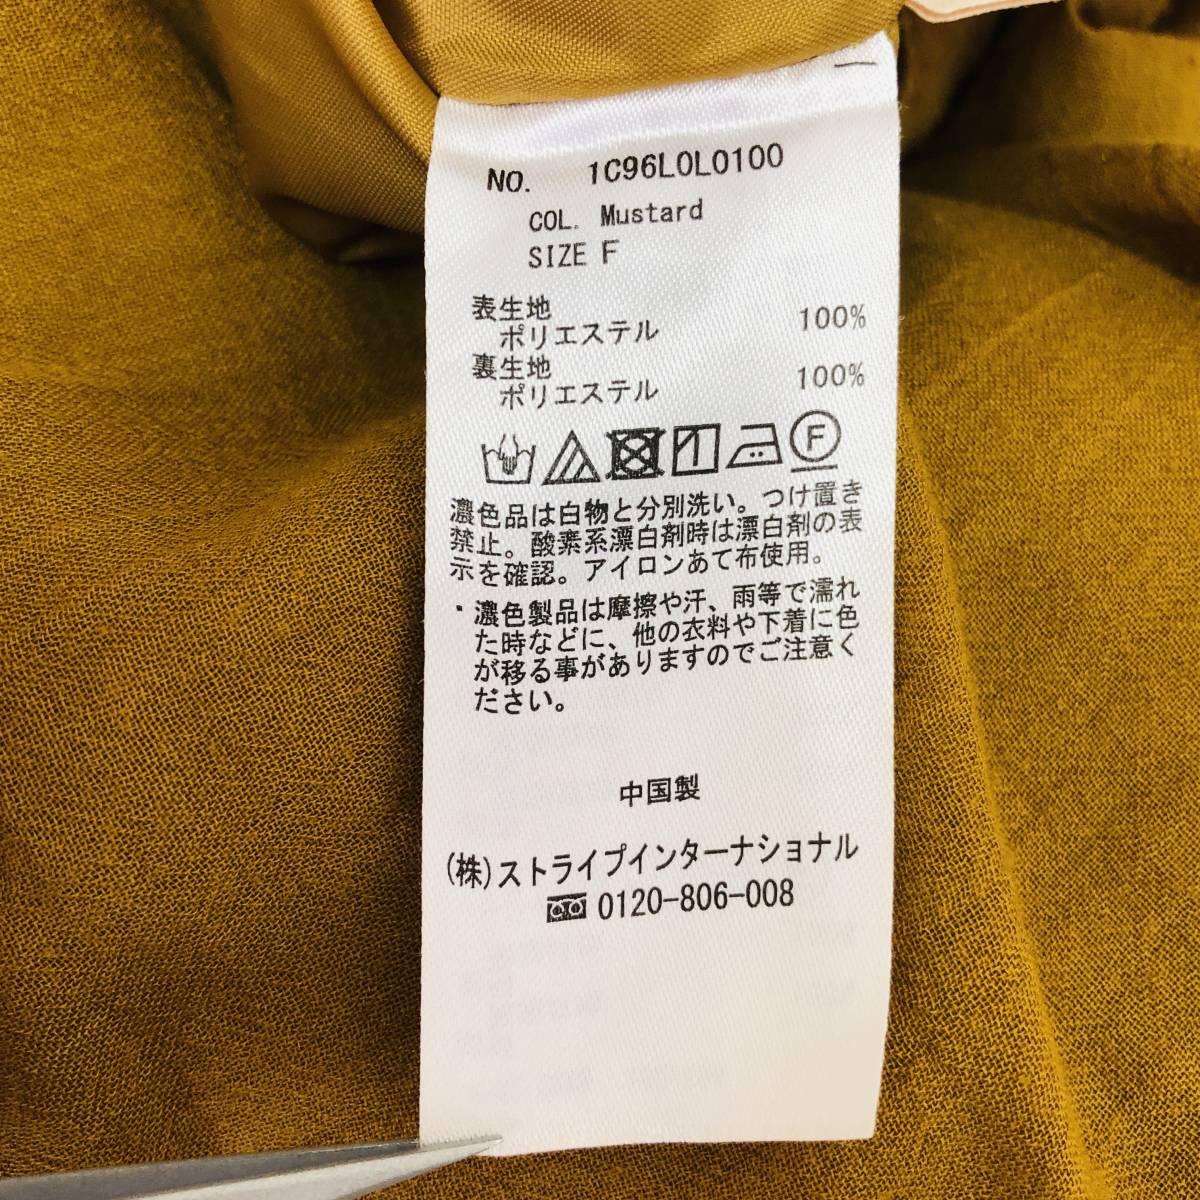 NO. 1C96L0L0100
COL. Mustard
SIZE F
表生地
ポリエステル 100%
裏生地
ポリエステル 100%
F
濃色品は白物と分別洗い。つけ置き
禁止。酸素系漂白剤時は漂白剤の表
示を確認。アイロンあて布使用。
・濃色製品は摩擦や汗、雨等で濡れ
た時などに、他の衣料や下着に色
が移る事がありますのでご注意く
ださい。
中国製
(株)ストライプインターナショナル
0120-806-008